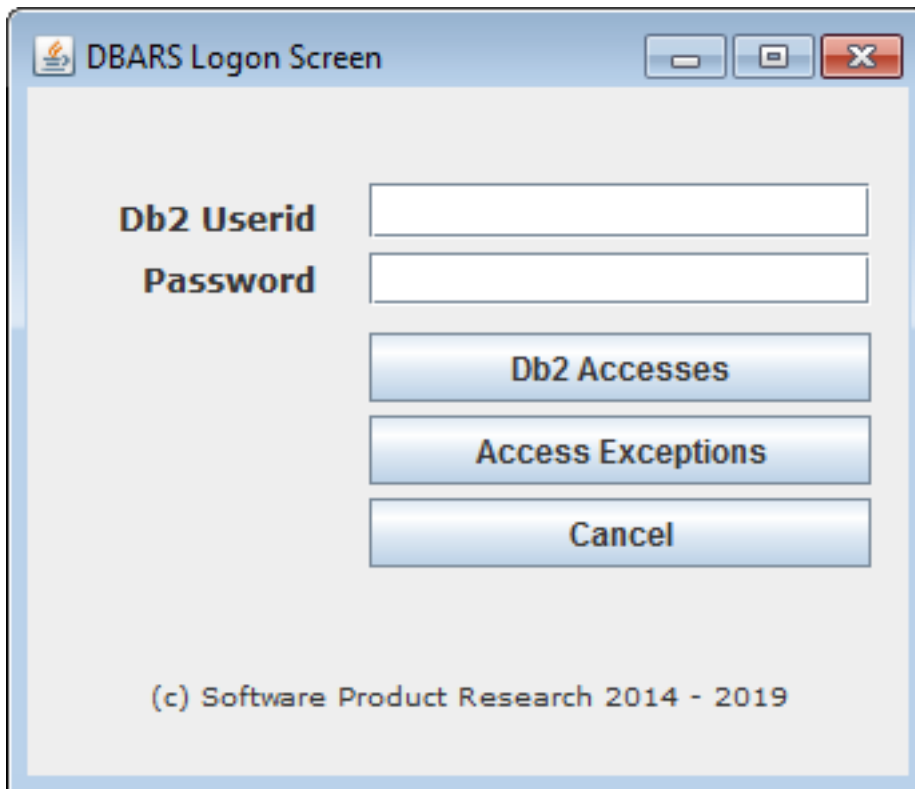 DBARS Logon Screen
Db2 Userid
Password
Db2 Accesses
Access Exceptions
Cancel
(c) Software Product Research 2014 - 2019